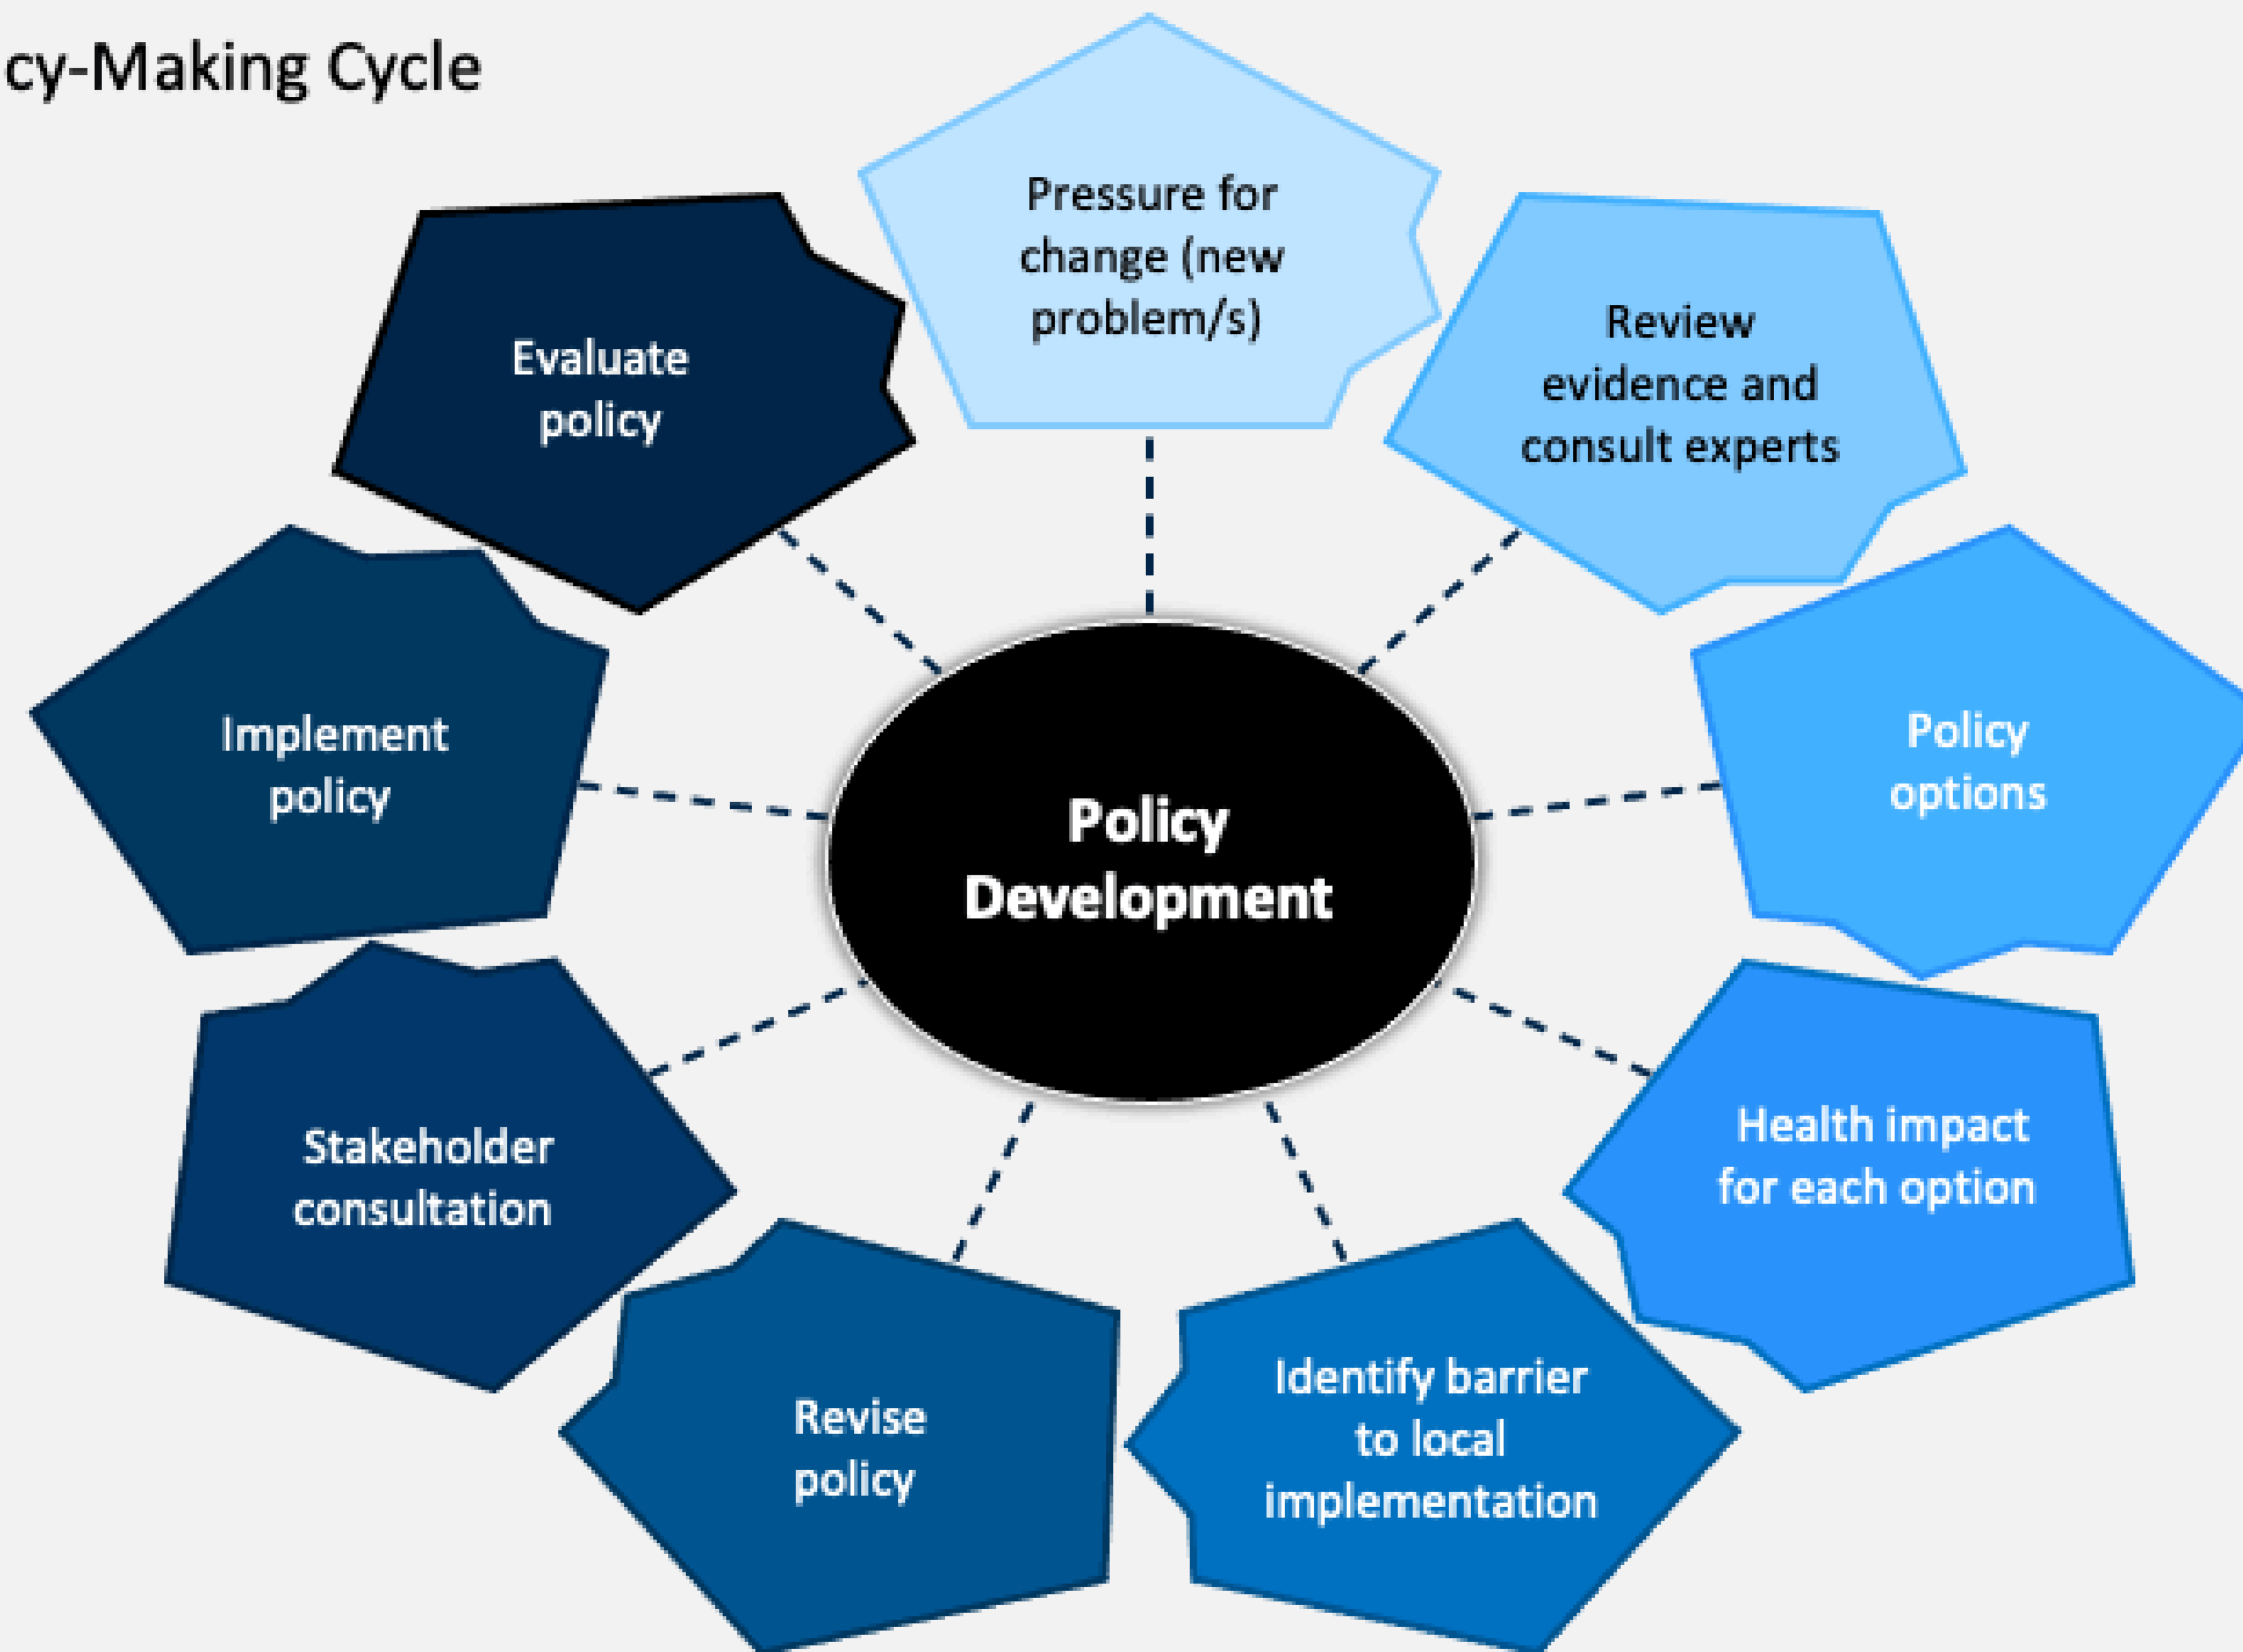 cy-Making Cycle
Pressure for
change (new
problem/s)
Review
evidence and
consult experts
Policy
options
Health impact
for each option
Identify barrier
to local
implementation
Revise
policy
Stakeholder
consultation
Implement
policy
Evaluate
policy
Policy
Development